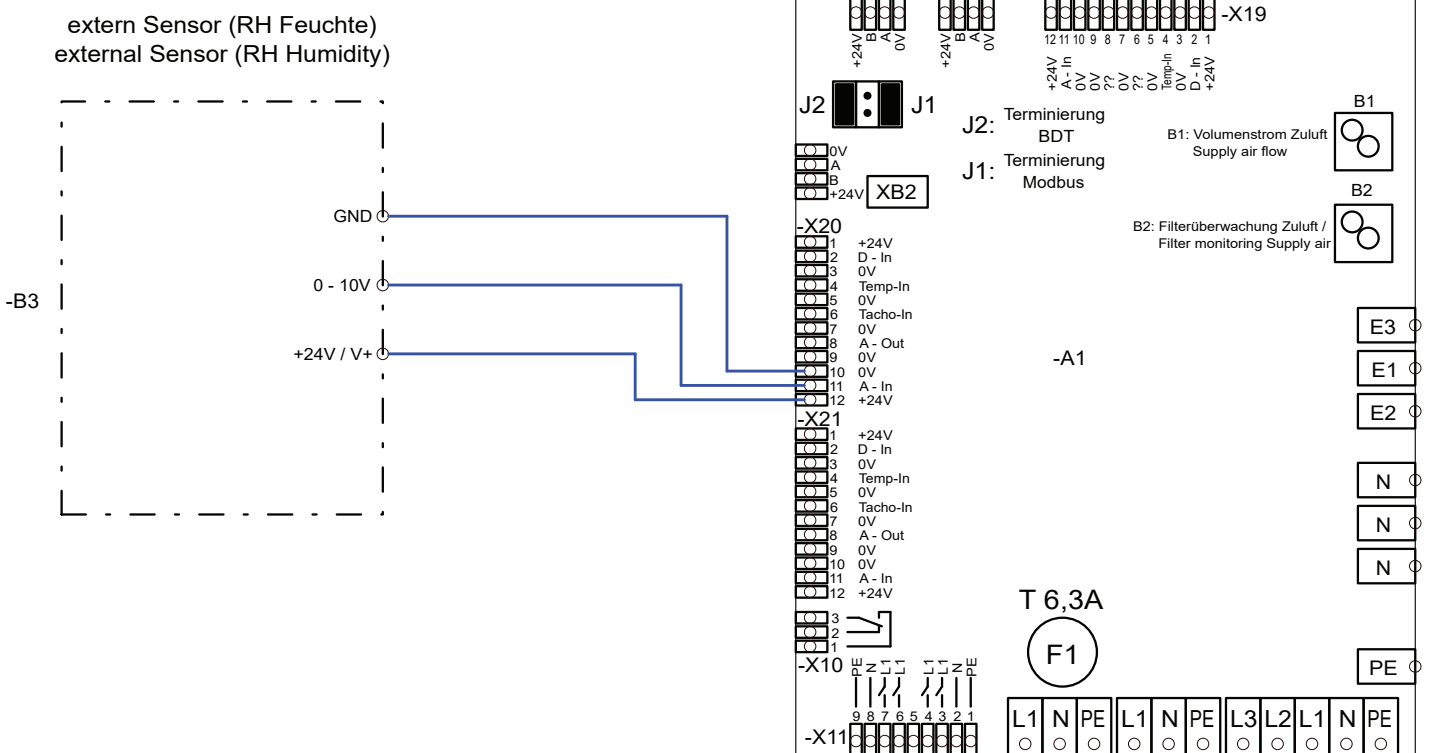 extern Sensor (RH Feuchte)
external Sensor (RH Humidity)
-B3
GND
0 - 10V
+24V / V+
+24V
B
A
0V
+24V
B
A
0V
-X19
12 11 10 9 8 7 6 5 4 3 2 1
+24V
A - In
0V
0V
??
0V
??
0V
Temp-In
0V
D - In
+24V
J2
J1
J2: Terminierung
BDT
J1: Terminierung
Modbus
B1
B1: Volumenstrom Zuluft
Supply air flow
B2
B2: Filterüberwachung Zuluft /
Filter monitoring Supply air
0V
A
B
+24V
XB2
-X20
1 +24V
2 D - In
3 0V
4 Temp-In
5 0V
6 Tacho-In
7 0V
8 A - Out
9 0V
10 0V
11 A - In
12 +24V
-X21
1 +24V
2 D - In
3 0V
4 Temp-In
5 0V
6 Tacho-In
7 0V
8 A - Out
9 0V
10 0V
11 A - In
12 +24V
3
2
1
-X10
-A1
E3
E1
E2
N
N
N
PE
T 6,3A
F1
PE
N
L1
L1
L1
L1
N
PE
9 8 7 6 5 4 3 2 1
-X11
L1 N PE L1 N PE L3 L2 L1 N PE